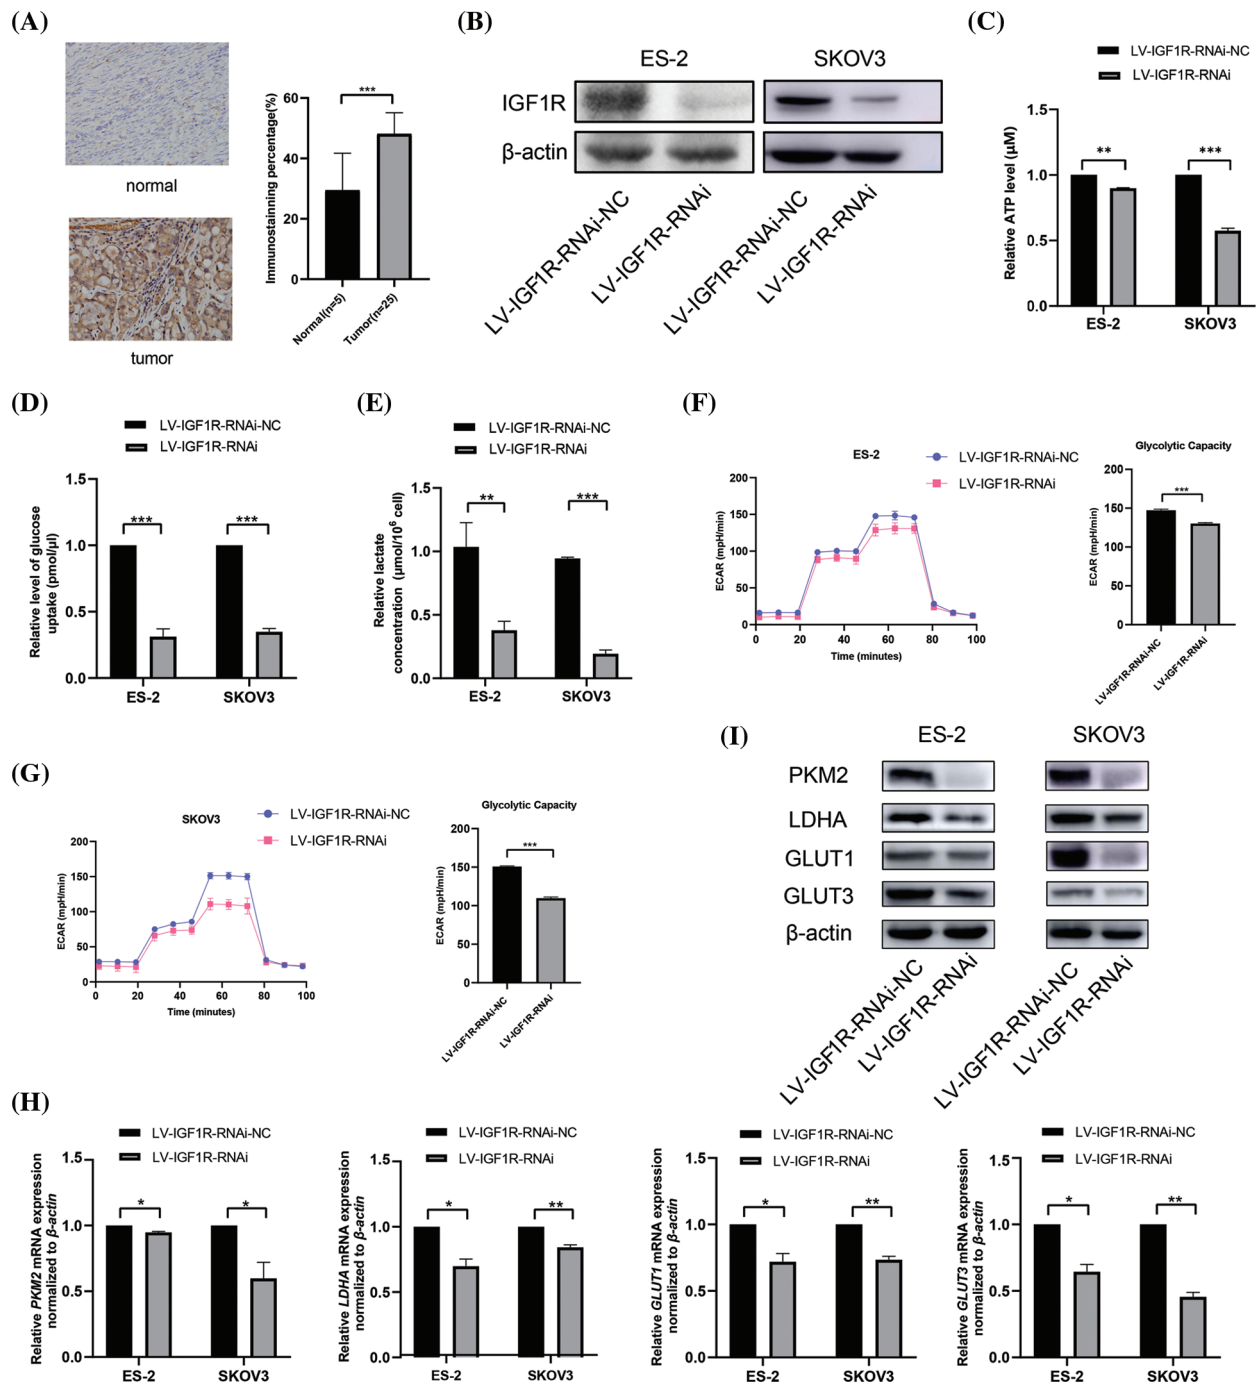 (A)
normal
tumor
Immunostainning percentage(%)
60
40
20
0
***
Normal(n=5)
Tumor(n=25)
(B)
ES-2
SKOV3
IGF1R
β-actin
LV-IGF1R-RNAi-NC
LV-IGF1R-RNAi
LV-IGF1R-RNAi-NC
LV-IGF1R-RNAi
(C)
LV-IGF1R-RNAi-NC
LV-IGF1R-RNAi
Relative ATP level (μM)
1.5
1.0
0.5
0.0
**
***
ES-2
SKOV3
(D)
LV-IGF1R-RNAi-NC
LV-IGF1R-RNAi
Relative level of glucose
uptake (pmol/ul)
1.5
1.0
0.5
0.0
***
***
ES-2
SKOV3
(E)
LV-IGF1R-RNAi-NC
LV-IGF1R-RNAi
Relative lactate
concentration (μmol/10⁶ cell)
1.5
1.0
0.5
0.0
**
***
ES-2
SKOV3
(F)
ES-2
LV-IGF1R-RNAi-NC
LV-IGF1R-RNAi
ECAR (mpH/min)
200
150
100
50
0
0 20 40 60 80 100
Time (minutes)
Glycolytic Capacity
ECAR (mpH/min)
200
150
100
50
0
***
LV-IGF1R-RNAi-NC
LV-IGF1R-RNAi
(G)
SKOV3
LV-IGF1R-RNAi-NC
LV-IGF1R-RNAi
ECAR (mpH/min)
200
150
100
50
0
0 20 40 60 80 100
Time (minutes)
Glycolytic Capacity
ECAR (mpH/min)
200
150
100
50
0
***
LV-IGF1R-RNAi-NC
LV-IGF1R-RNAi
(I)
ES-2
SKOV3
PKM2
LDHA
GLUT1
GLUT3
β-actin
LV-IGF1R-RNAi-NC
LV-IGF1R-RNAi
LV-IGF1R-RNAi-NC
LV-IGF1R-RNAi
(H)
LV-IGF1R-RNAi-NC
LV-IGF1R-RNAi
Relative PKM2 mRNA expression
normalized to β-actin
1.5
1.0
0.5
0.0
*
*
ES-2
SKOV3
LV-IGF1R-RNAi-NC
LV-IGF1R-RNAi
Relative LDHA mRNA expression
normalized to β-actin
1.5
1.0
0.5
0.0
*
**
ES-2
SKOV3
LV-IGF1R-RNAi-NC
LV-IGF1R-RNAi
Relative GLUT1 mRNA expression
normalized to β-actin
1.5
1.0
0.5
0.0
*
**
ES-2
SKOV3
LV-IGF1R-RNAi-NC
LV-IGF1R-RNAi
Relative GLUT3 mRNA expression
normalized to β-actin
1.5
1.0
0.5
0.0
*
**
ES-2
SKOV3